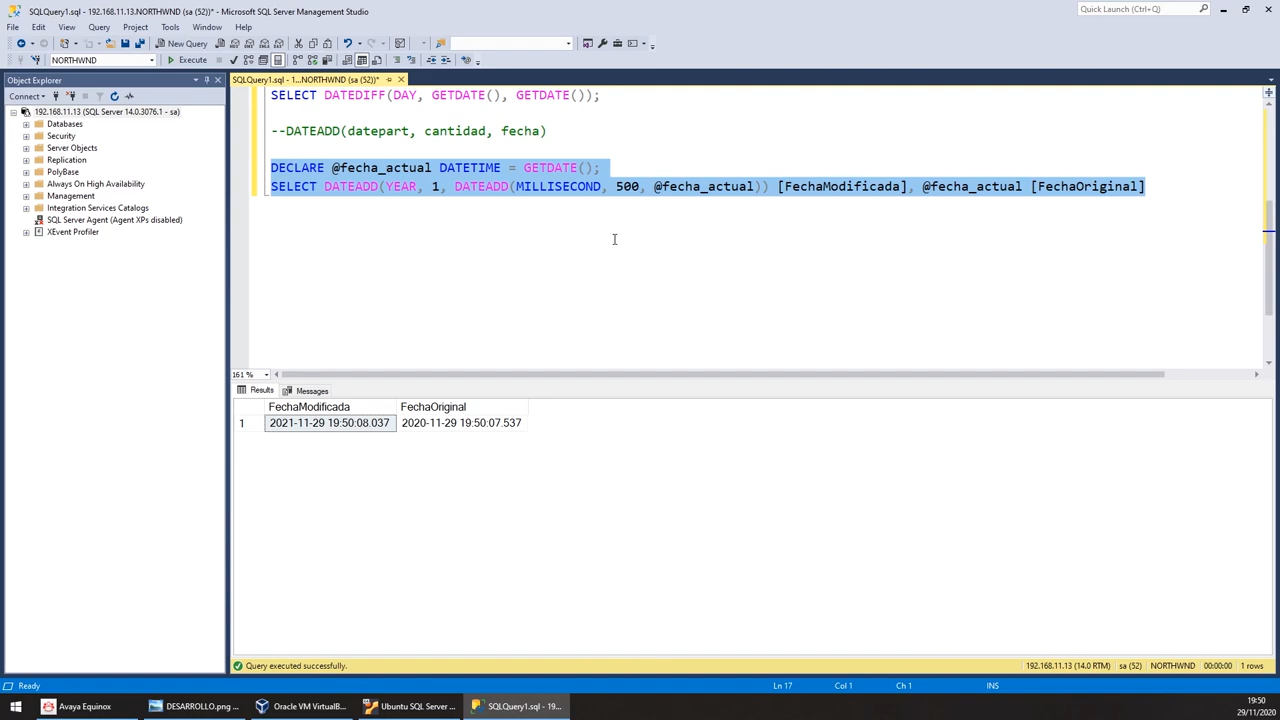 SQLQuery1.sql - 192.168.11.13.NORTHWND (sa (52))* - Microsoft SQL Server Management Studio
Quick Launch (Ctrl+Q)
File Edit View Query Project Tools Window Help
New Query
NORTHWND Execute
Object Explorer
SQLQuery1.sql - 1...NORTHWND (sa (52))*
Connect
192.168.11.13 (SQL Server 14.0.3076.1 - sa)
Databases
Security
Server Objects
Replication
PolyBase
Always On High Availability
Management
Integration Services Catalogs
SQL Server Agent (Agent XPs disabled)
XEvent Profiler
SELECT DATEDIFF(DAY, GETDATE(), GETDATE());
--DATEADD(datepart, cantidad, fecha)
DECLARE @fecha_actual DATETIME = GETDATE();
SELECT DATEADD(YEAR, 1, DATEADD(MILLISECOND, 500, @fecha_actual)) [FechaModificada], @fecha_actual [FechaOriginal]
161 %
Results Messages
FechaModificada FechaOriginal
1 2021-11-29 19:50:08.037 2020-11-29 19:50:07.537
Query executed successfully. 192.168.11.13 (14.0 RTM) sa (52) NORTHWND 00:00:00 1 rows
Ready Ln 17 Col 1 Ch 1 INS
Avaya Equinox DESARROLLO.png ... Oracle VM VirtualB... Ubuntu SQL Server ... SQLQuery1.sql - 19...
19:50
29/11/2020